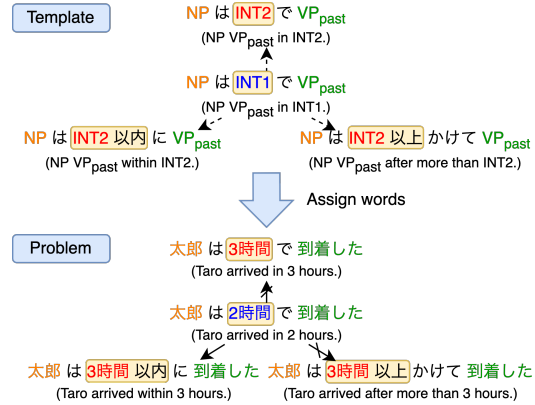 Template
NP は INT2 で VPpast
(NP VPpast in INT2.)
NP は INT1 で VPpast
(NP VPpast in INT1.)
NP は INT2 以内 に VPpast
(NP VPpast within INT2.)
NP は INT2 以上 かけて VPpast
(NP VPpast after more than INT2.)
Assign words
Problem
太郎 は 3時間 で 到着した
(Taro arrived in 3 hours.)
太郎 は 2時間 で 到着した
(Taro arrived in 2 hours.)
太郎 は 3時間 以内 に 到着した
(Taro arrived within 3 hours.)
太郎 は 3時間 以上 かけて 到着した
(Taro arrived after more than 3 hours.)